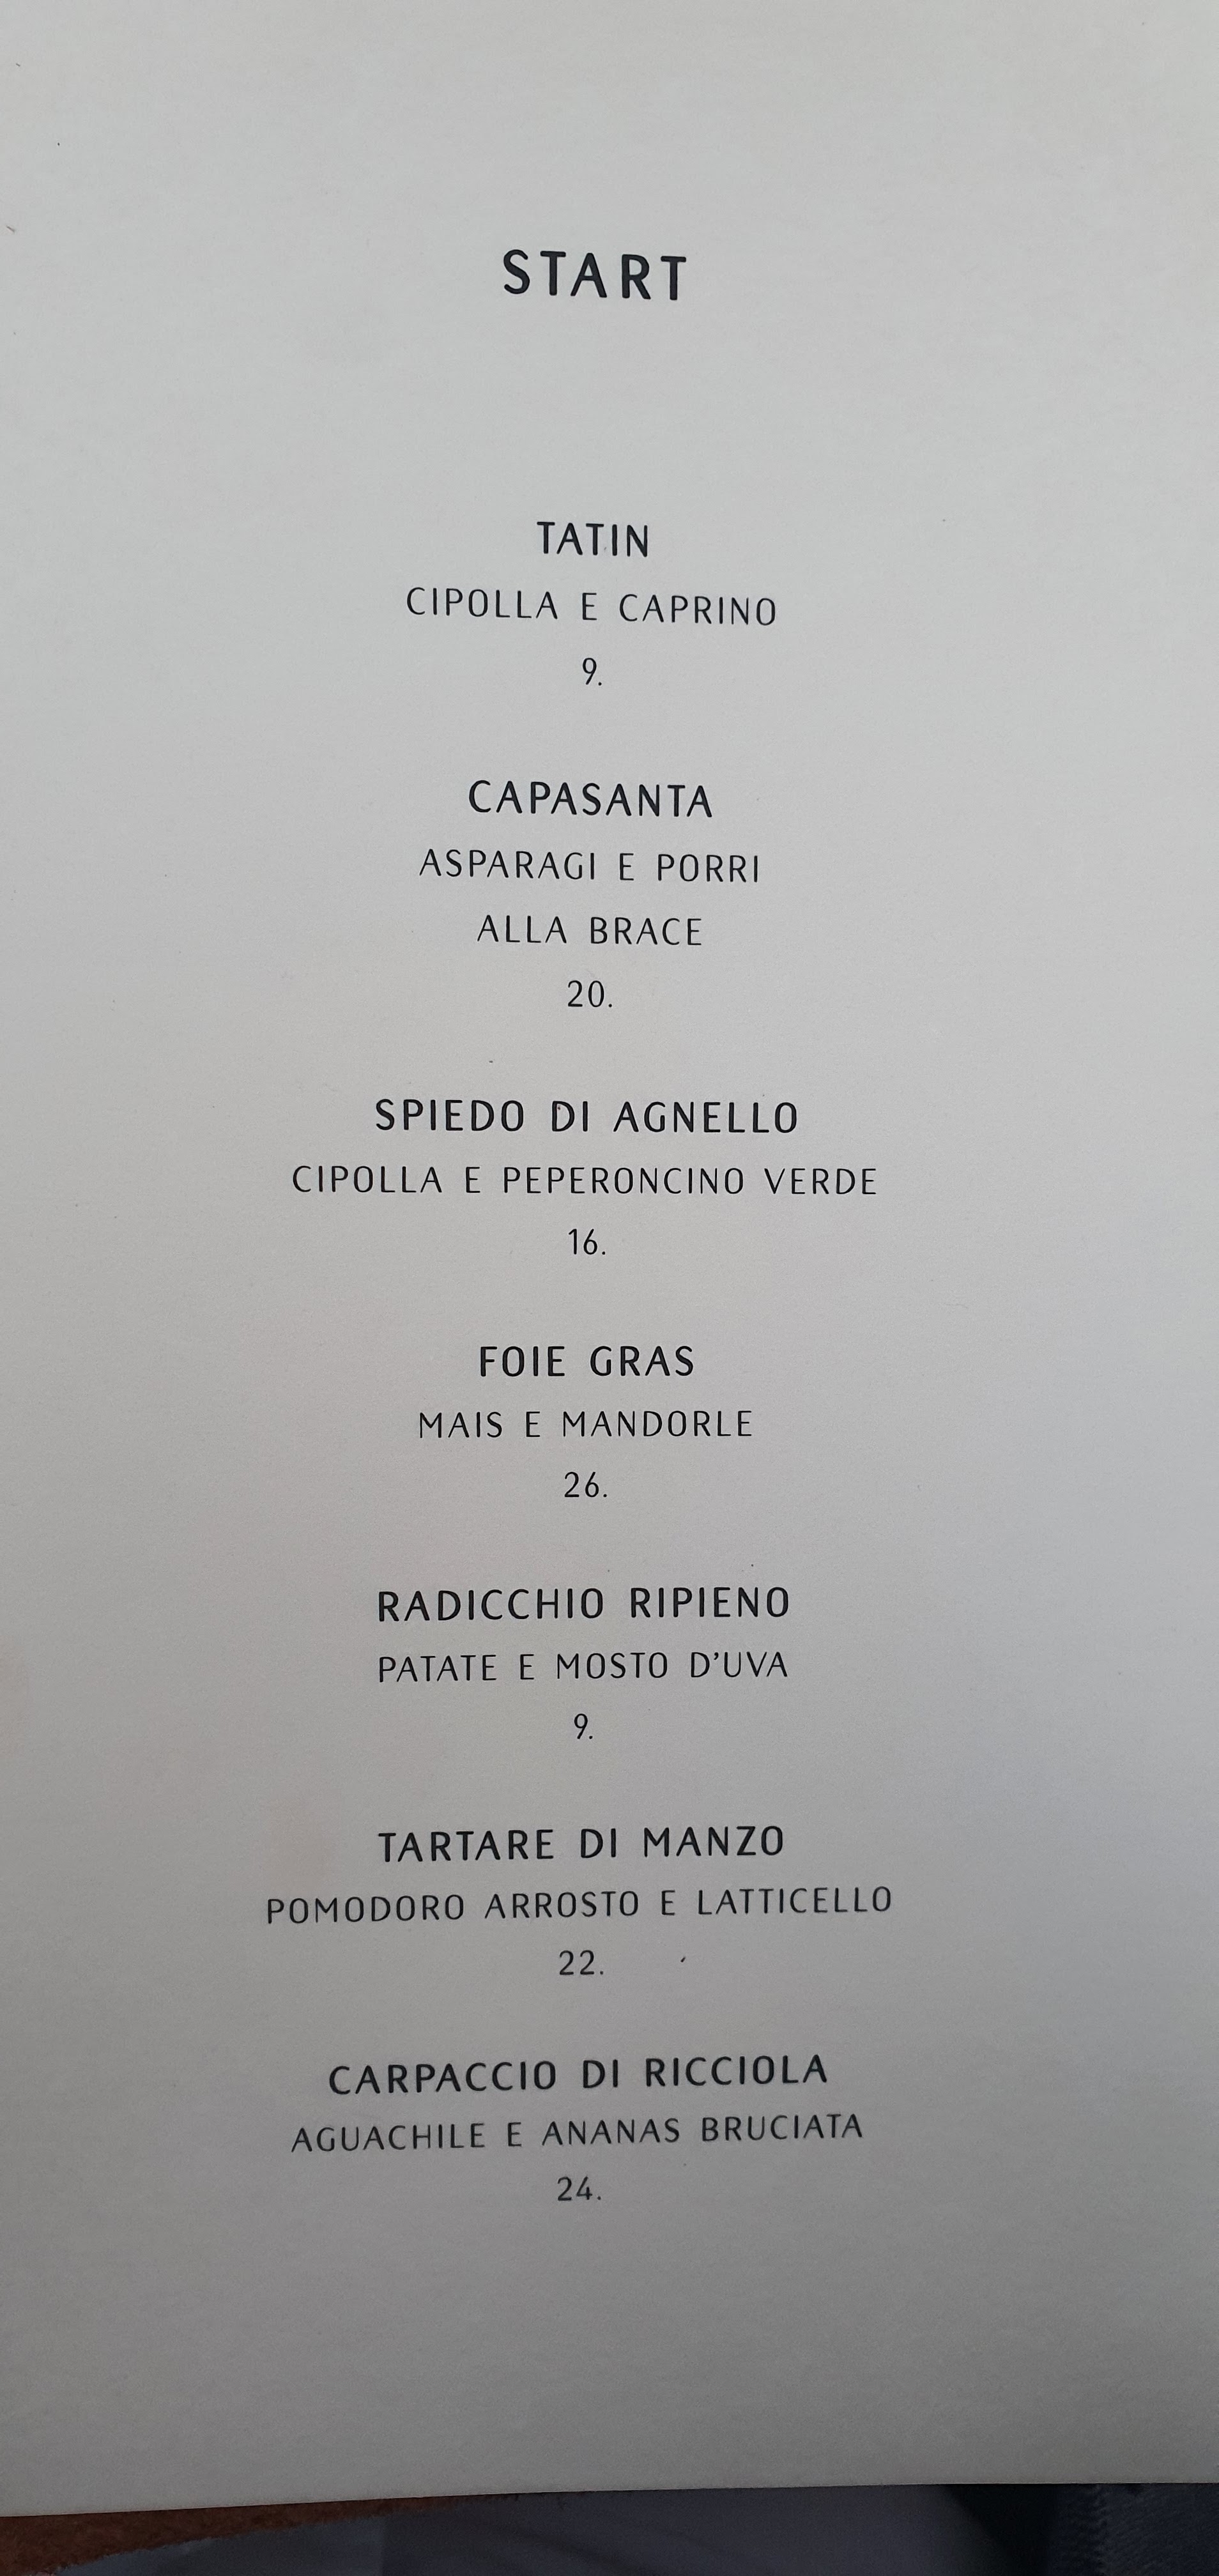 START
TATIN
CIPOLLA E CAPRINO
9.
CAPASANTA
ASPARAGI E PORRI
ALLA BRACE
20.
SPIEDO DI AGNELLO
CIPOLLA E PEPERONCINO VERDE
16.
FOIE GRAS
MAIS E MANDORLE
26.
RADICCHIO RIPIENO
PATATE E MOSTO D'UVA
9.
TARTARE DI MANZO
POMODORO ARROSTO E LATTICELLO
22.
CARPACCIO DI RICCIOLA
AGUACHILE E ANANAS BRUCIATA
24.